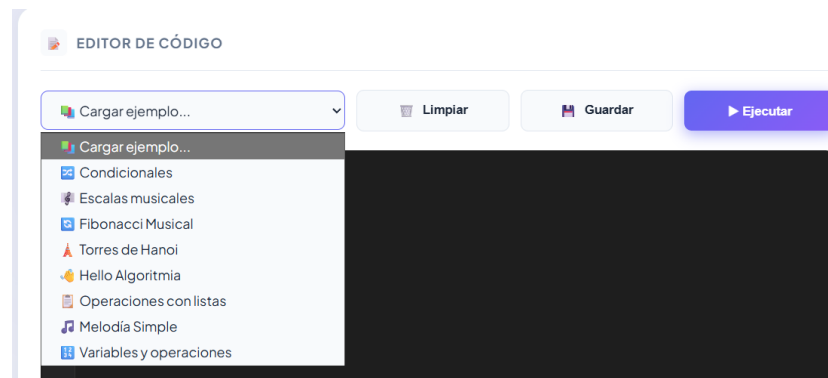 EDITOR DE CÓDIGO
Cargar ejemplo... Limpiar Guardar Ejecutar
Cargar ejemplo...
Condicionales
Escalas musicales
Fibonacci Musical
Torres de Hanoi
Hello Algoritmia
Operaciones con listas
Melodía Simple
Variables y operaciones